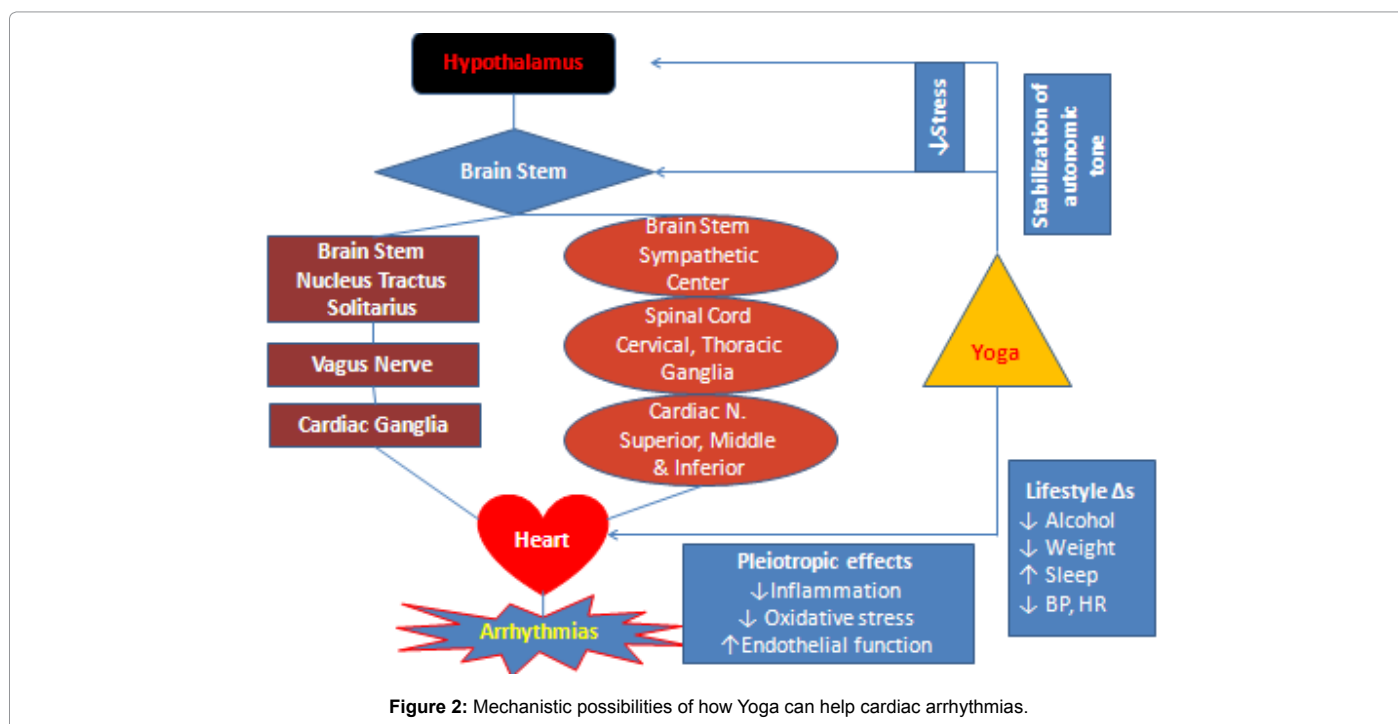 Hypothalamus
Brain Stem
↓Stress
Stabilization of
autonomic
tone
Brain Stem
Nucleus Tractus
Solitarius
Vagus Nerve
Cardiac Ganglia
Brain Stem
Sympathetic
Center
Spinal Cord
Cervical, Thoracic
Ganglia
Cardiac N.
Superior, Middle
& Inferior
Yoga
Heart
Arrhythmias
Pleiotropic effects
↓Inflammation
↓ Oxidative stress
↑Endothelial function
Lifestyle Δs
↓ Alcohol
↓ Weight
↑ Sleep
↓ BP, HR
Figure 2: Mechanistic possibilities of how Yoga can help cardiac arrhythmias.